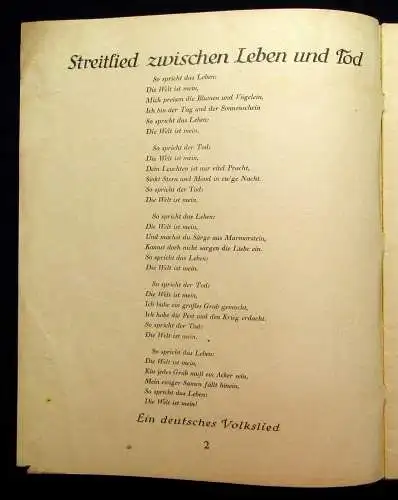 Streitlied zwischen Leben und Tod
So spricht das Leben:
Die Welt ist mein,
Mich preisen die Blumen und Vögelein,
Ich bin der Tag und der Sonnenschein
So spricht das Leben:
Die Welt ist mein.
So spricht der Tod:
Die Welt ist mein,
Dein Leuchten ist nur eitel Pracht,
Sinkt Stern und Mond in ew'ge Nacht.
So spricht der Tod:
Die Welt ist mein.
So spricht das Leben:
Die Welt ist mein,
Und machst du Särge aus Marmorstein,
Kannst doch nicht sargen die Liebe ein.
So spricht das Leben:
Die Welt ist mein.
So spricht der Tod:
Die Welt ist mein,
Ich habe ein großes Grab gemacht,
Ich habe die Pest und den Krieg erdacht.
So spricht der Tod:
Die Welt ist mein.
So spricht das Leben:
Die Welt ist mein,
Ein jedes Grab muß ein Acker sein,
Mein ewiger Samen fällt hinein,
So spricht das Leben:
Die Welt ist mein!
Ein deutsches Volkslied
2